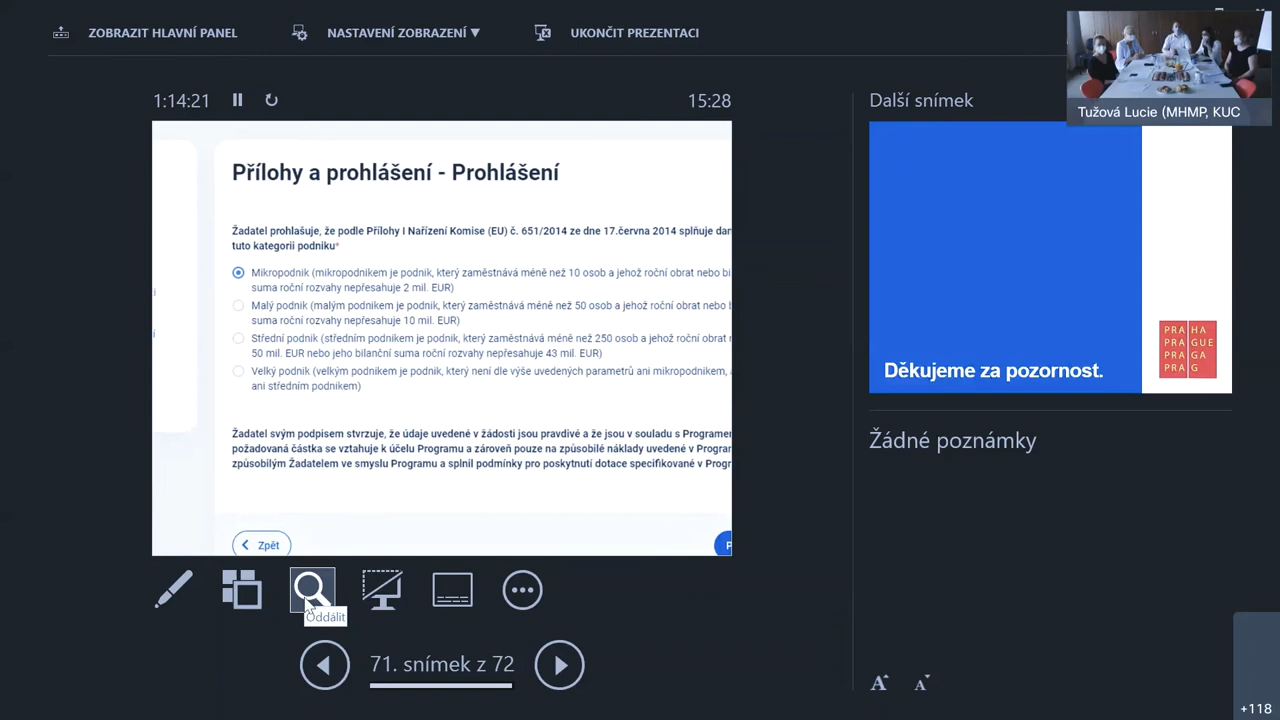 ZOBRAZIT HLAVNÍ PANEL
NASTAVENÍ ZOBRAZENÍ ▼
UKONČIT PREZENTACI
Tužová Lucie (MHMP, KUC
1:14:21
15:28
Další snímek
Přílohy a prohlášení - Prohlášení
Žadatel prohlašuje, že podle Přílohy I Nařízení Komise (EU) č. 651/2014 ze dne 17.června 2014 splňuje dan
tuto kategorii podniku*
Mikropodnik (mikropodnikem je podnik, který zaměstnává méně než 10 osob a jehož roční obrat nebo bi
suma roční rozvahy nepřesahuje 2 mil. EUR)
Malý podnik (malým podnikem je podnik, který zaměstnává méně než 50 osob a jehož roční obrat nebo b
suma roční rozvahy nepřesahuje 10 mil. EUR)
Střední podnik (středním podnikem je podnik, který zaměstnává méně než 250 osob a jehož roční obrat
50 mil. EUR nebo jeho bilanční suma roční rozvahy nepřesahuje 43 mil. EUR)
Velký podnik (velkým podnikem je podnik, který není dle výše uvedených parametrů ani mikropodnikem,
ani středním podnikem)
Žadatel svým podpisem stvrzuje, že údaje uvedené v žádosti jsou pravdivé a že jsou v souladu s Programem
požadovaná částka se vztahuje k účelu Programu a zároveň pouze na způsobilé náklady uvedené v Program
způsobilým Žadatelem ve smyslu Programu a splnil podmínky pro poskytnutí dotace specifikované v Progr
Zpět
P
Děkujeme za pozornost.
PRA HA
PRA GUE
PRA GA
PRA G
Žádné poznámky
Oddálit
71. snímek z 72
A A
+118